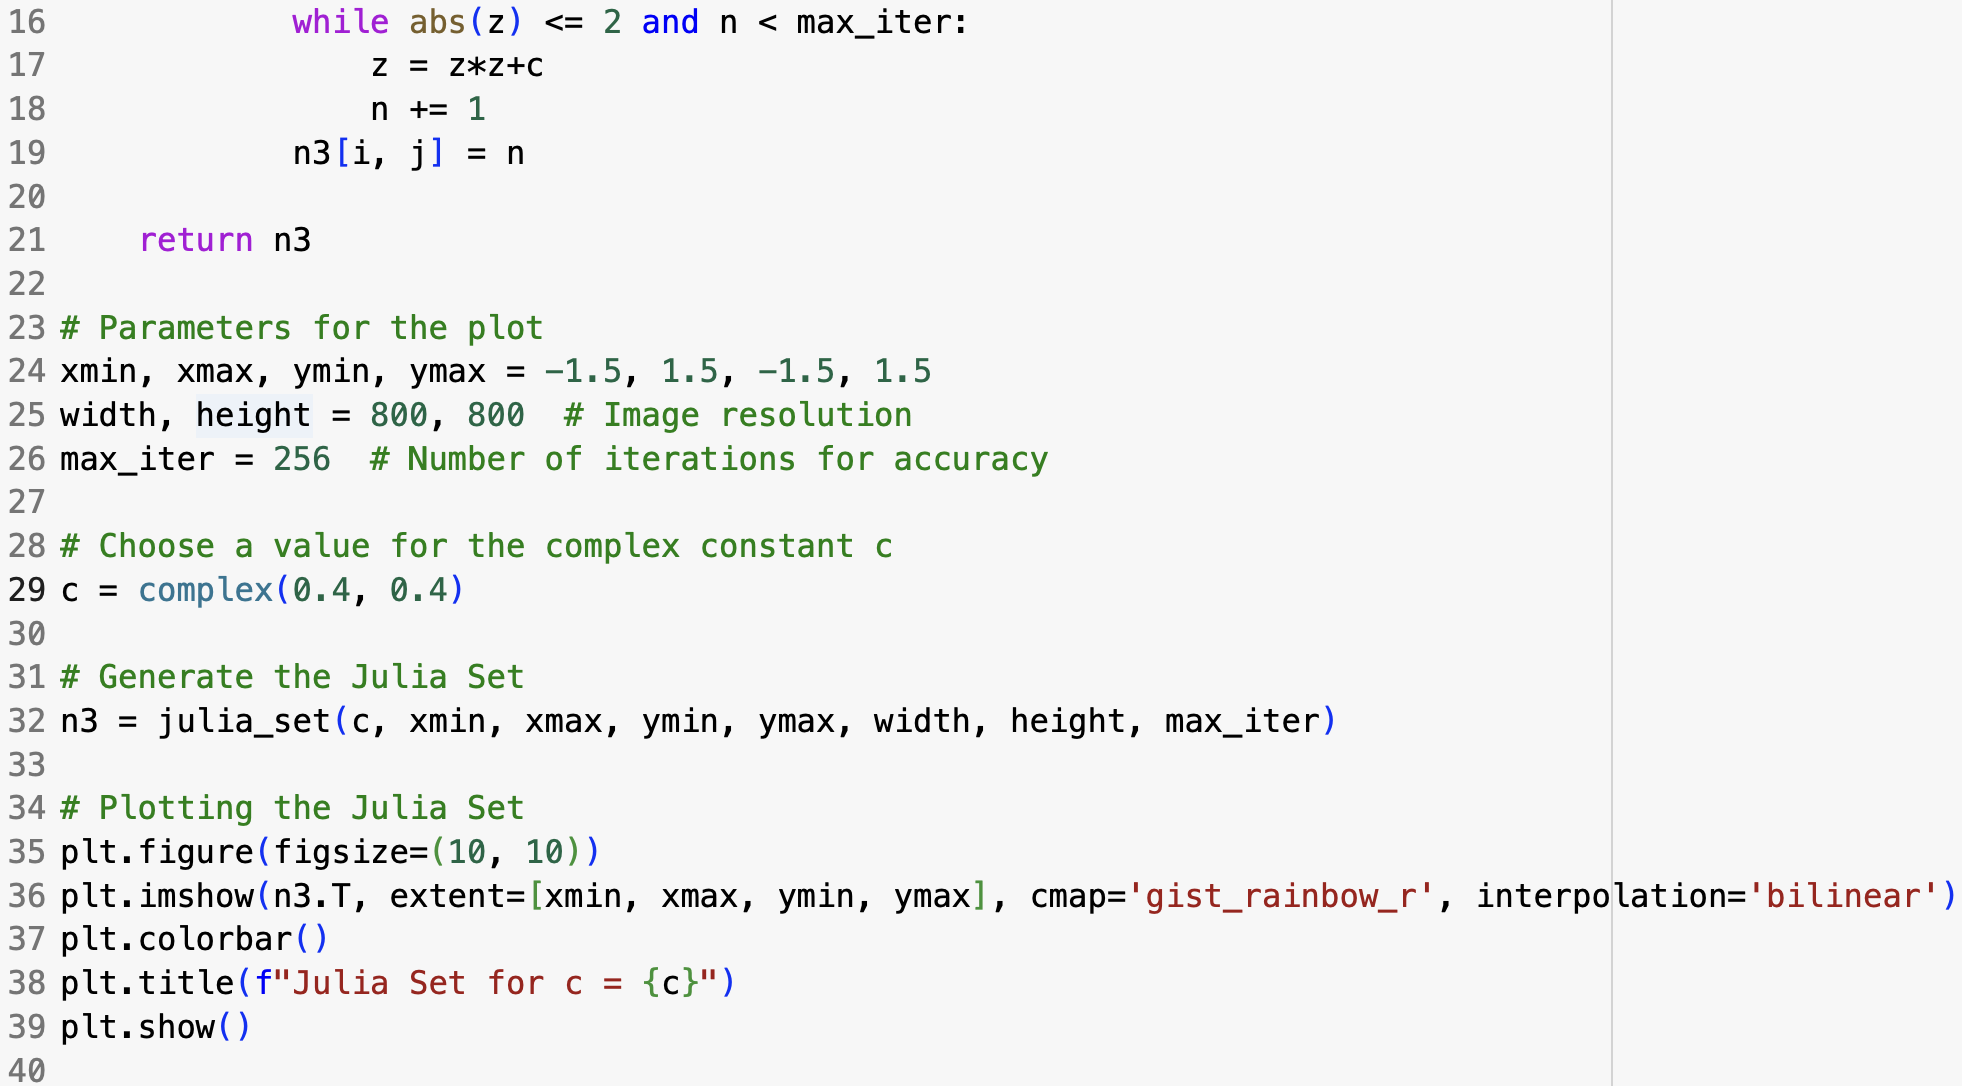 16             while abs(z) <= 2 and n < max_iter:
17                 z = z*z+c
18                 n += 1
19             n3[i, j] = n
20
21     return n3
22
23 # Parameters for the plot
24 xmin, xmax, ymin, ymax = -1.5, 1.5, -1.5, 1.5
25 width, height = 800, 800  # Image resolution
26 max_iter = 256  # Number of iterations for accuracy
27
28 # Choose a value for the complex constant c
29 c = complex(0.4, 0.4)
30
31 # Generate the Julia Set
32 n3 = julia_set(c, xmin, xmax, ymin, ymax, width, height, max_iter)
33
34 # Plotting the Julia Set
35 plt.figure(figsize=(10, 10))
36 plt.imshow(n3.T, extent=[xmin, xmax, ymin, ymax], cmap='gist_rainbow_r', interpolation='bilinear')
37 plt.colorbar()
38 plt.title(f"Julia Set for c = {c}")
39 plt.show()
40